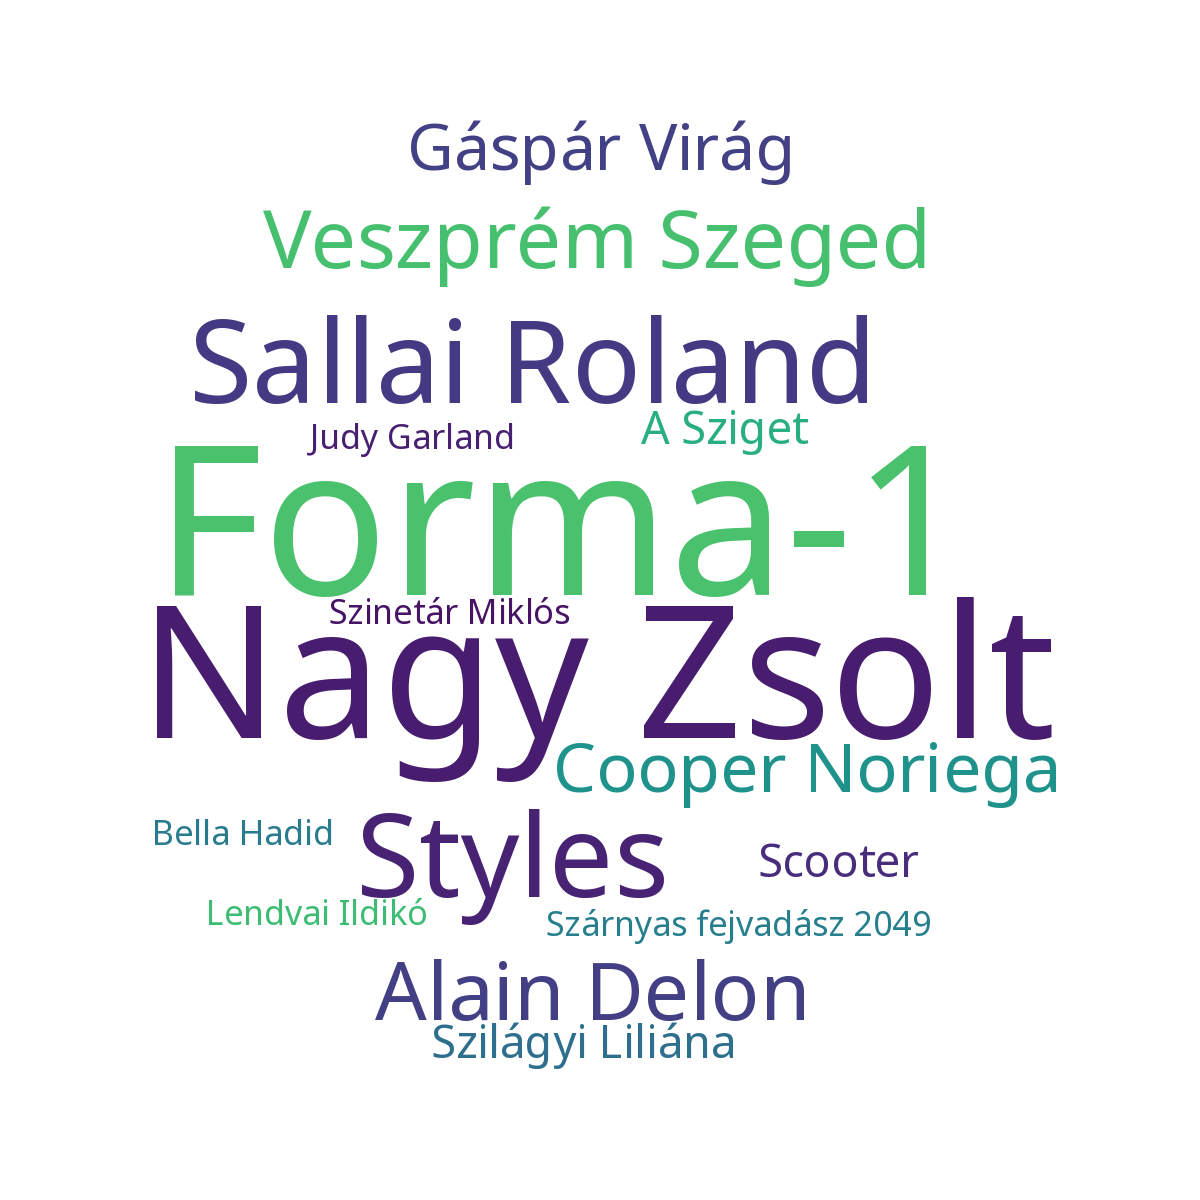 Gáspár Virág
Veszprém Szeged
Sallai Roland
Judy Garland
A Sziget
Forma-1
Szinetár Miklós
Nagy Zsolt
Cooper Noriega
Bella Hadid
Styles
Scooter
Lendvai Ildikó
Szárnyas fejvadász 2049
Alain Delon
Szilágyi Liliána